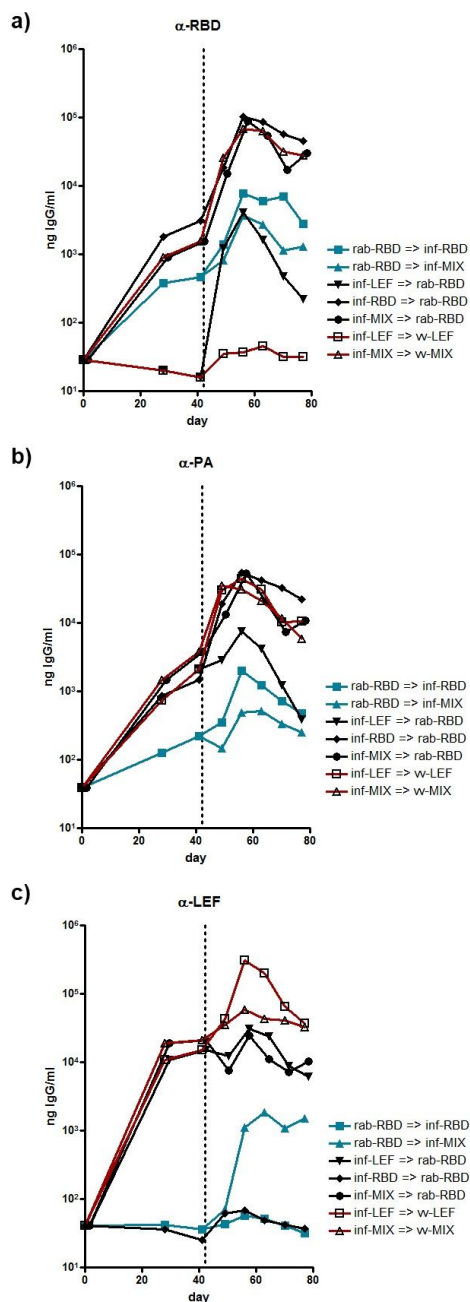 a)
α-RBD
10⁶
10⁵
10⁴
10³
10²
10¹
ng IgG/ml
0 20 40 60 80
day
rab-RBD => inf-RBD
rab-RBD => inf-MIX
inf-LEF => rab-RBD
inf-RBD => rab-RBD
inf-MIX => rab-RBD
inf-LEF => vv-LEF
inf-MIX => vv-MIX
b)
α-PA
10⁶
10⁵
10⁴
10³
10²
10¹
ng IgG/ml
0 20 40 60 80
day
rab-RBD => inf-RBD
rab-RBD => inf-MIX
inf-LEF => rab-RBD
inf-RBD => rab-RBD
inf-MIX => rab-RBD
inf-LEF => vv-LEF
inf-MIX => vv-MIX
c)
α-LEF
10⁶
10⁵
10⁴
10³
10²
10¹
ng IgG/ml
0 20 40 60 80
day
rab-RBD => inf-RBD
rab-RBD => inf-MIX
inf-LEF => rab-RBD
inf-RBD => rab-RBD
inf-MIX => rab-RBD
inf-LEF => vv-LEF
inf-MIX => vv-MIX